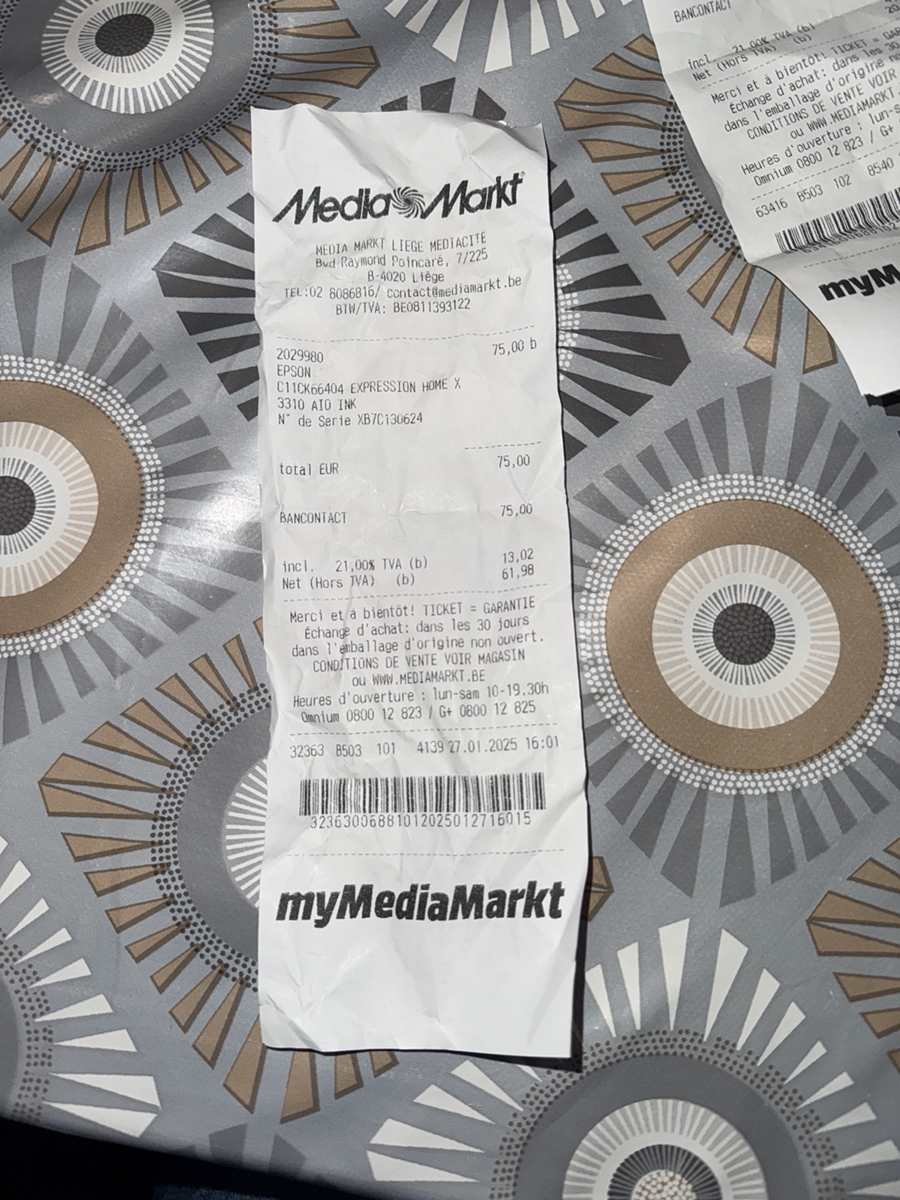 Media Markt
MEDIA MARKT LIEGE MEDIACITE
Bvd Raymond Poincaré, 7/225
B-4020 Liège
TEL:02 8086816/ contact@mediamarkt.be
BTW/TVA: BE0811393122
2029980 75,00 b
EPSON
C11CK66404 EXPRESSION HOME X
3310 AIO INK
N° de Serie XB7C130624
total EUR 75,00
BANCONTACT 75,00
incl. 21,00% TVA (b) 13,02
Net (Hors TVA) (b) 61,98
Merci et à bientôt! TICKET = GARANTIE
Échange d'achat: dans les 30 jours
dans l'emballage d'origine non ouvert.
CONDITIONS DE VENTE VOIR MAGASIN
ou WWW.MEDIAMARKT.BE
Heures d'ouverture : lun-sam 10-19.30h
Omnium 0800 12 823 / G+ 0800 12 825
32363 B503 101 4139 27.01.2025 16:01
32363006881012025012716015
myMediaMarkt
BANCONTACT
incl. 21,00% TVA (b)
Net (Hors TVA) (b)
Merci et à bientôt! TICKET =
Échange d'achat: dans les 30
dans l'emballage d'origine
CONDITIONS DE VENTE VOIR
ou WWW.MEDIAMARKT
Heures d'ouverture : lun-s
Omnium 0800 12 823 / G+
63416 B503 102 8540
myM